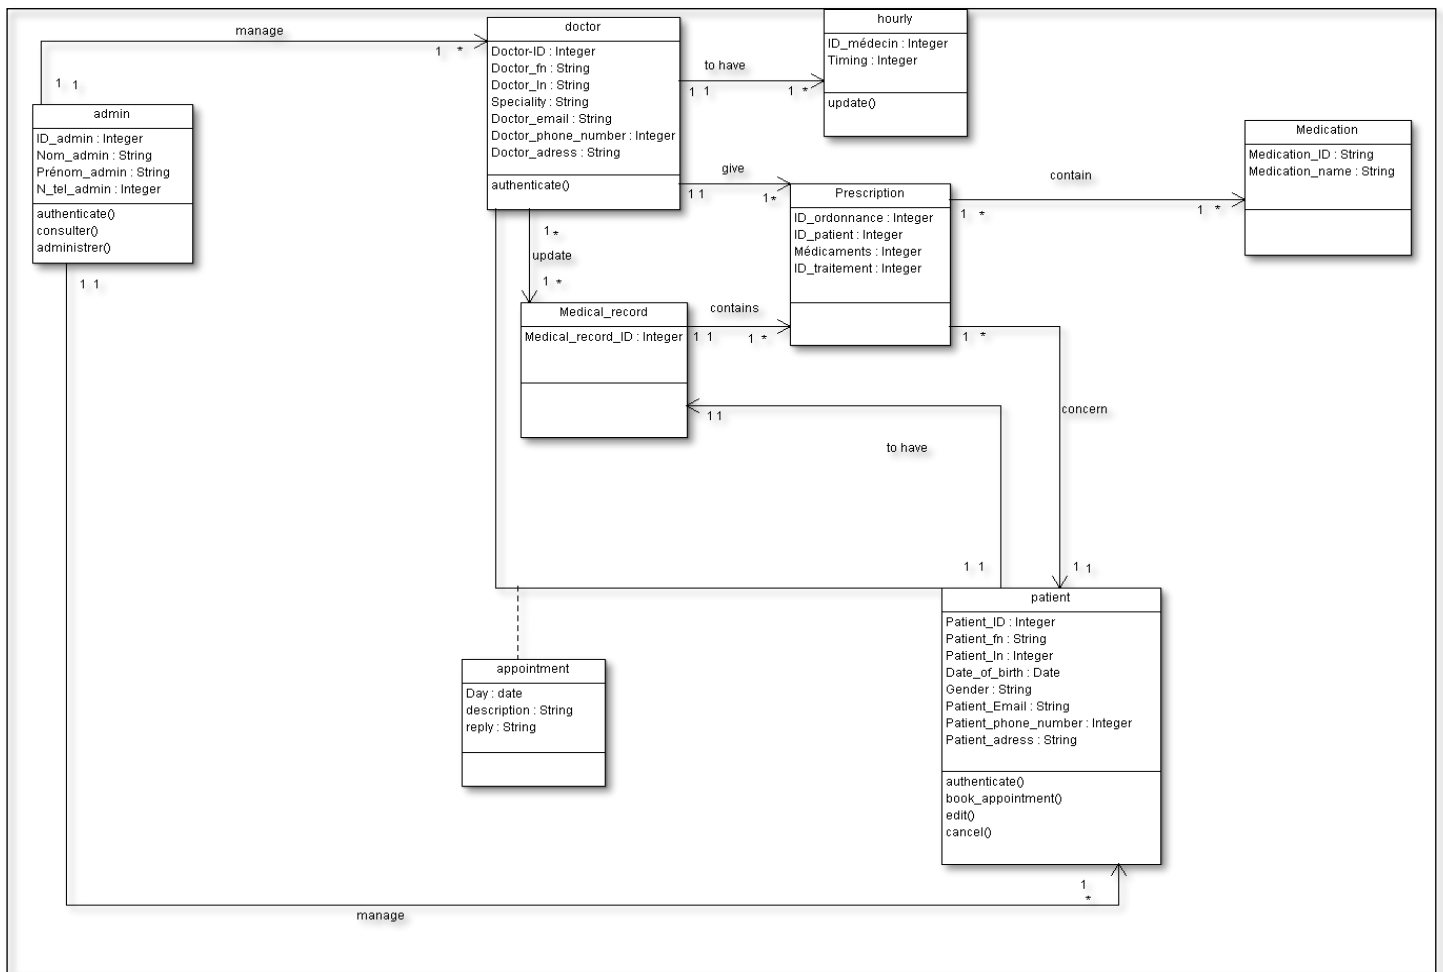 manage
1 *
1 1
admin
ID_admin : Integer
Nom_admin : String
Prénom_admin : String
N_tel_admin : Integer
authenticate()
consulter()
administrer()
1 1
doctor
Doctor-ID : Integer
Doctor_fn : String
Doctor_ln : String
Speciality : String
Doctor_email : String
Doctor_phone_number : Integer
Doctor_adress : String
authenticate()
to have
1 1
1 *
hourly
ID_médecin : Integer
Timing : Integer
update()
give
1 1
1 *
Prescription
ID_ordonnance : Integer
ID_patient : Integer
Médicaments : Integer
ID_traitement : Integer
contain
1 *
1 *
Medication
Medication_ID : String
Medication_name : String
1 *
update
1 *
Medical_record
Medical_record_ID : Integer
contains
1 1
1 *
1 *
concern
1 1
1 1
to have
1 1
patient
Patient_ID : Integer
Patient_fn : String
Patient_ln : Integer
Date_of_birth : Date
Gender : String
Patient_Email : String
Patient_phone_number : Integer
Patient_adress : String
authenticate()
book_appointment()
edit()
cancel()
appointment
Day : date
description : String
reply : String
1
*
manage